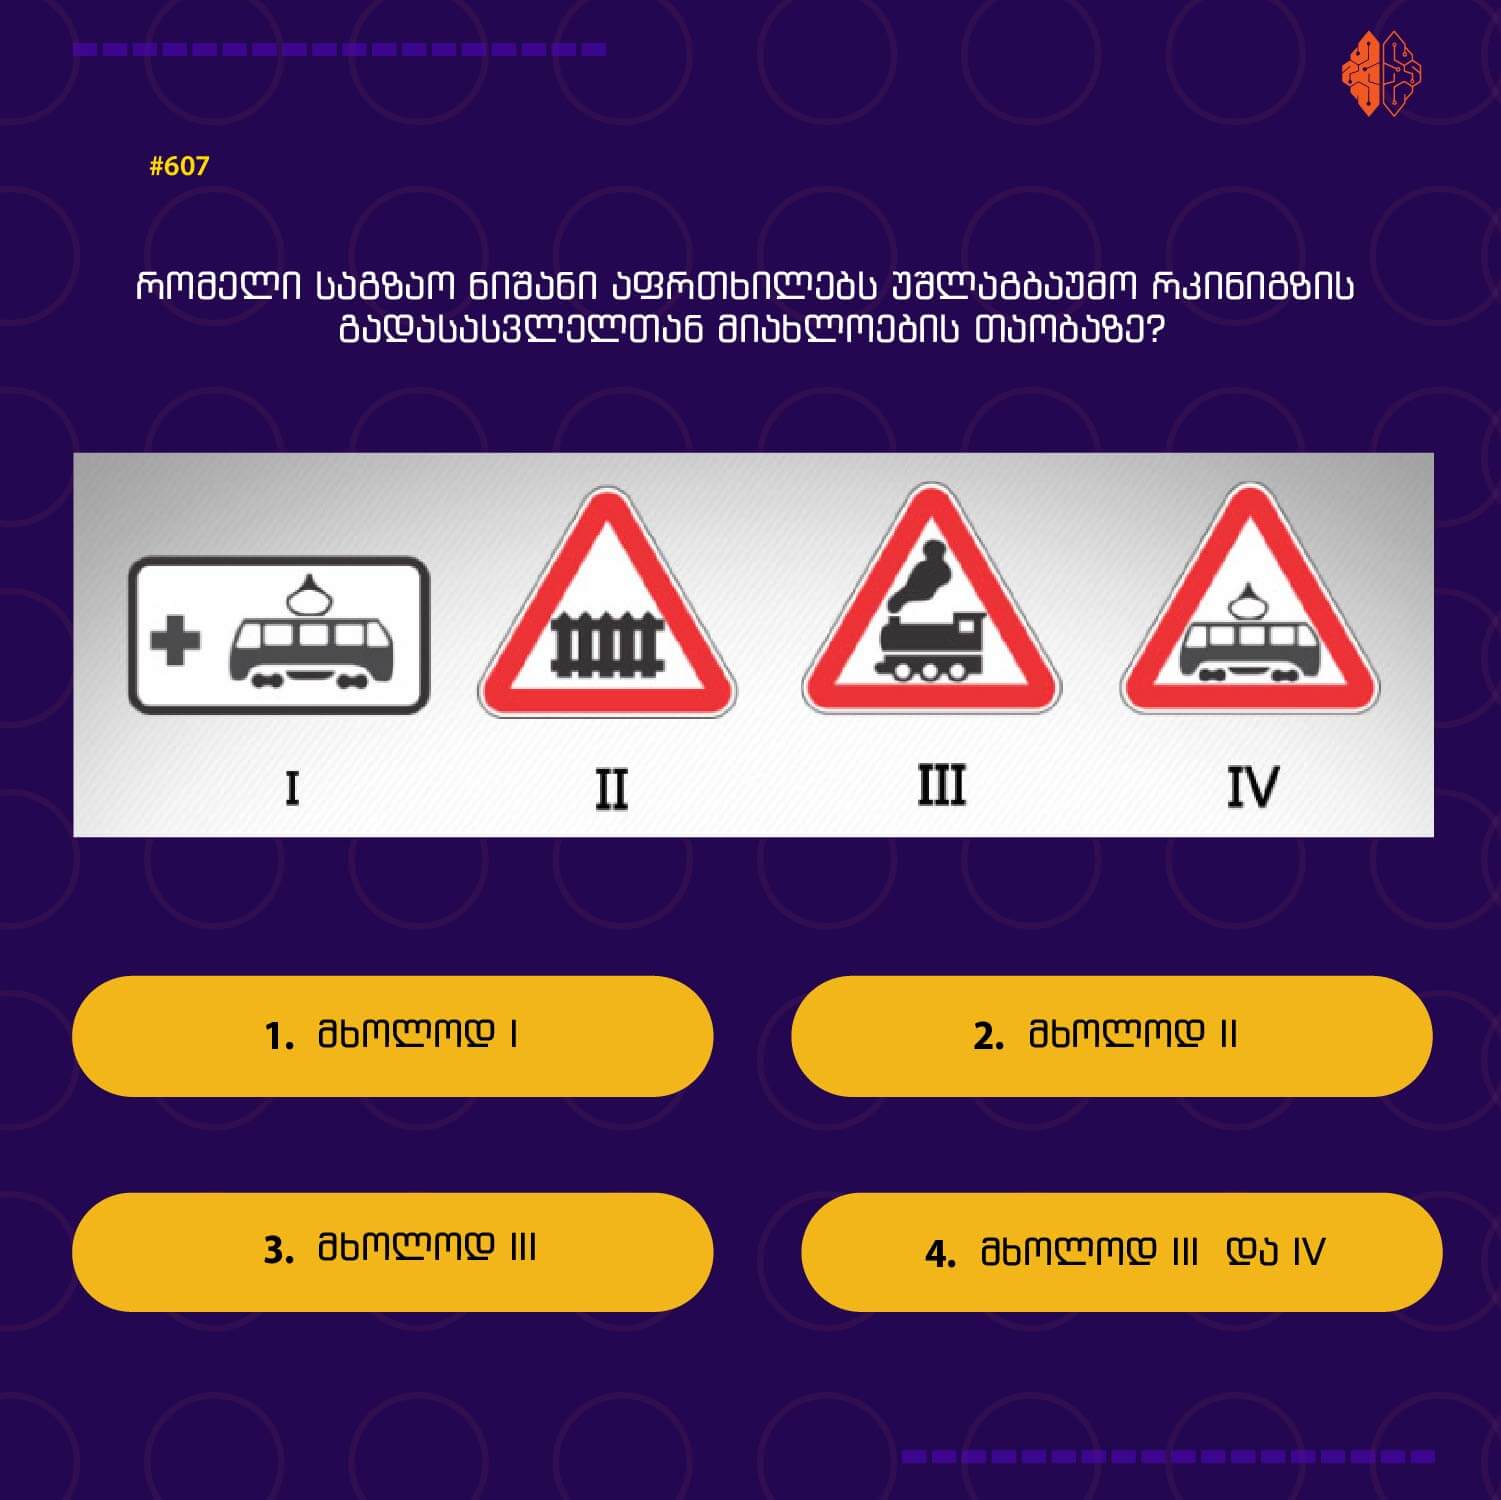 #607
რომელი საგზაო ნიშანი აფრთხილებს უშლაგბაუმო რკინიგზის
გადასასვლელთან მიახლოების თაობაზე?
I II III IV
1. მხოლოდ I
2. მხოლოდ II
3. მხოლოდ III
4. მხოლოდ III და IV